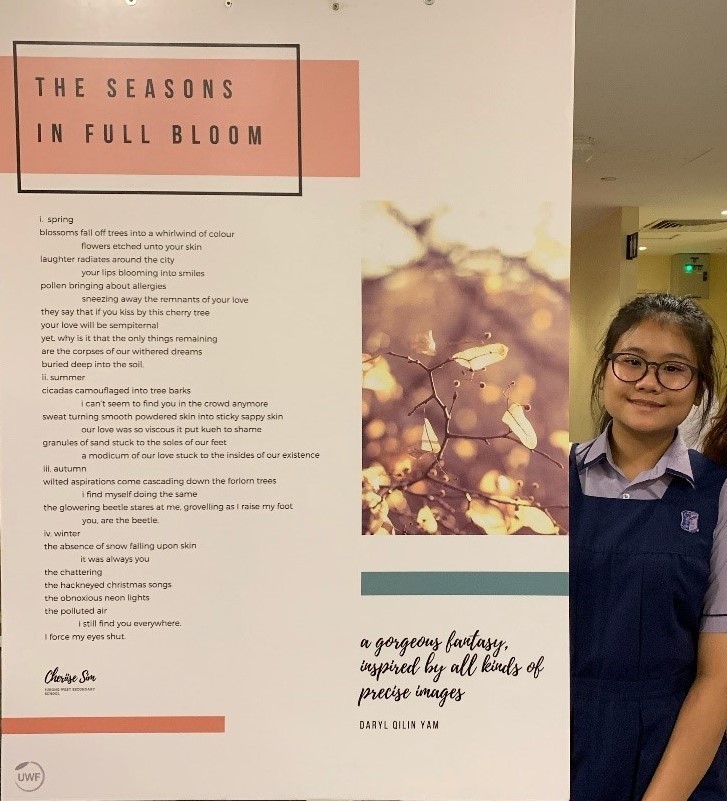 THE SEASONS
IN FULL BLOOM
i. spring
blossoms fall off trees into a whirlwind of colour
flowers etched unto your skin
laughter radiates around the city
your lips blooming into smiles
pollen bringing about allergies
sneezing away the remnants of your love
they say that if you kiss by this cherry tree
your love will be sempiternal
yet, why is it that the only things remaining
are the corpses of our withered dreams
buried deep into the soil.
ii. summer
cicadas camouflaged into tree barks
i can't seem to find you in the crowd anymore
sweat turning smooth powdered skin into sticky sappy skin
our love was so viscous it put kueh to shame
granules of sand stuck to the soles of our feet
a modicum of our love stuck to the insides of our existence
iii. autumn
wilted aspirations come cascading down the forlorn trees
i find myself doing the same
the glowering beetle stares at me, grovelling as I raise my foot
you, are the beetle.
iv. winter
the absence of snow falling upon skin
it was always you
the chattering
the hackneyed christmas songs
the obnoxious neon lights
the polluted air
i still find you everywhere.
I force my eyes shut.
Cheriise Sim
JURONG WEST SECONDARY
SCHOOL
a gorgeous fantasy,
inspired by all kinds of
precise images
DARYL QILIN YAM
UWF